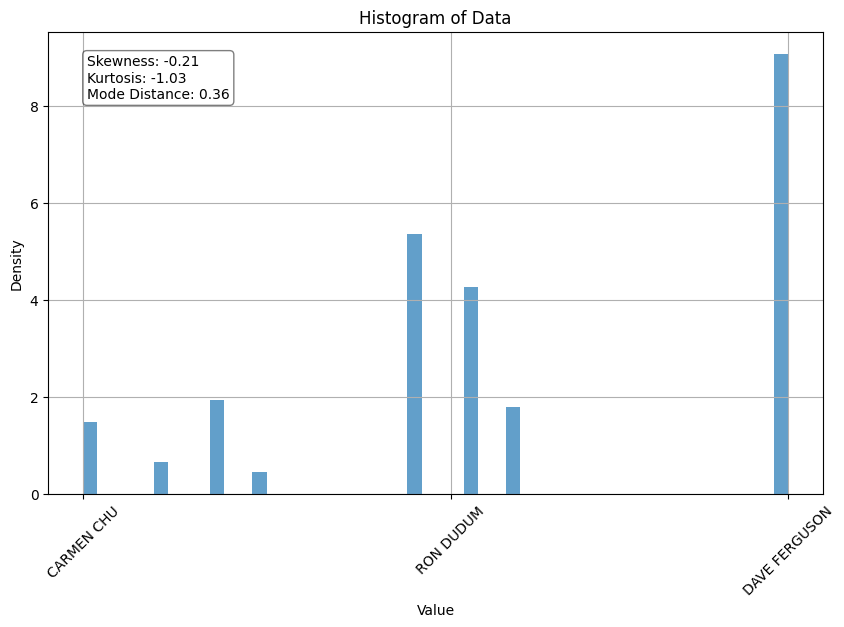 Histogram of Data
Skewness: -0.21
Kurtosis: -1.03
Mode Distance: 0.36
Density
8
6
4
2
0
CARMEN CHU
RON DUDUM
DAVE FERGUSON
Value